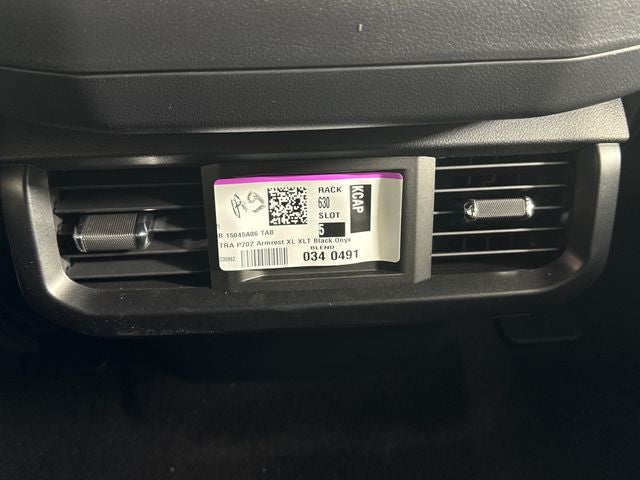 RACK
630
SLOT
5
KCAP
B 15045A06 TAB
TRA P702 Armrest XL XLT Black Onyx
BLEND
034 0491